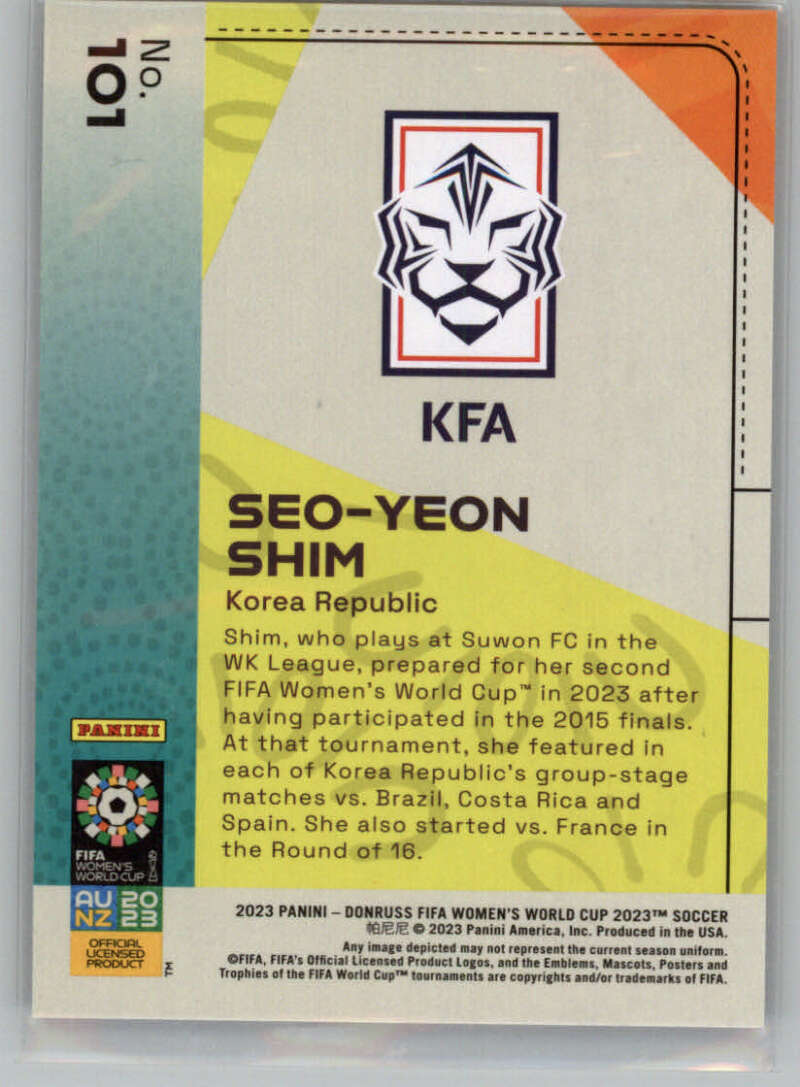 No.
101
KFA
SEO-YEON
SHIM
Korea Republic
Shim, who plays at Suwon FC in the
WK League, prepared for her second
FIFA Women's World Cup™ in 2023 after
having participated in the 2015 finals.
At that tournament, she featured in
each of Korea Republic's group-stage
matches vs. Brazil, Costa Rica and
Spain. She also started vs. France in
the Round of 16.
PANINI
FIFA
WOMEN'S
WORLD CUP
AU 20
NZ 23
OFFICIAL
LICENSED
PRODUCT
TM
2023 PANINI – DONRUSS FIFA WOMEN'S WORLD CUP 2023™ SOCCER
帕尼尼 © 2023 Panini America, Inc. Produced in the USA.
Any image depicted may not represent the current season uniform.
©FIFA, FIFA's Official Licensed Product Logos, and the Emblems, Mascots, Posters and
Trophies of the FIFA World Cup™ tournaments are copyrights and/or trademarks of FIFA.